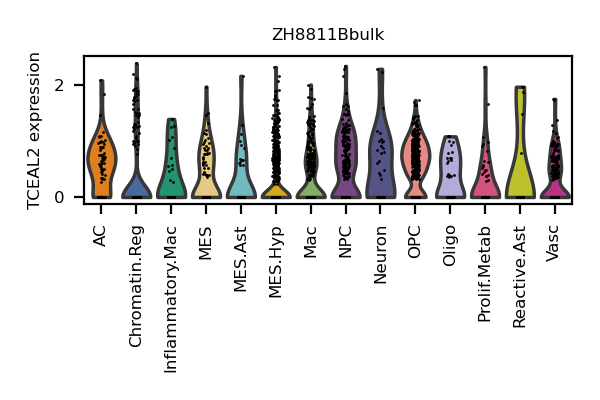 ZH8811Bbulk
TCEAL2 expression
2
0
AC
Chromatin.Reg
Inflammatory.Mac
MES
MES.Ast
MES.Hyp
Mac
NPC
Neuron
OPC
Oligo
Prolif.Metab
Reactive.Ast
Vasc